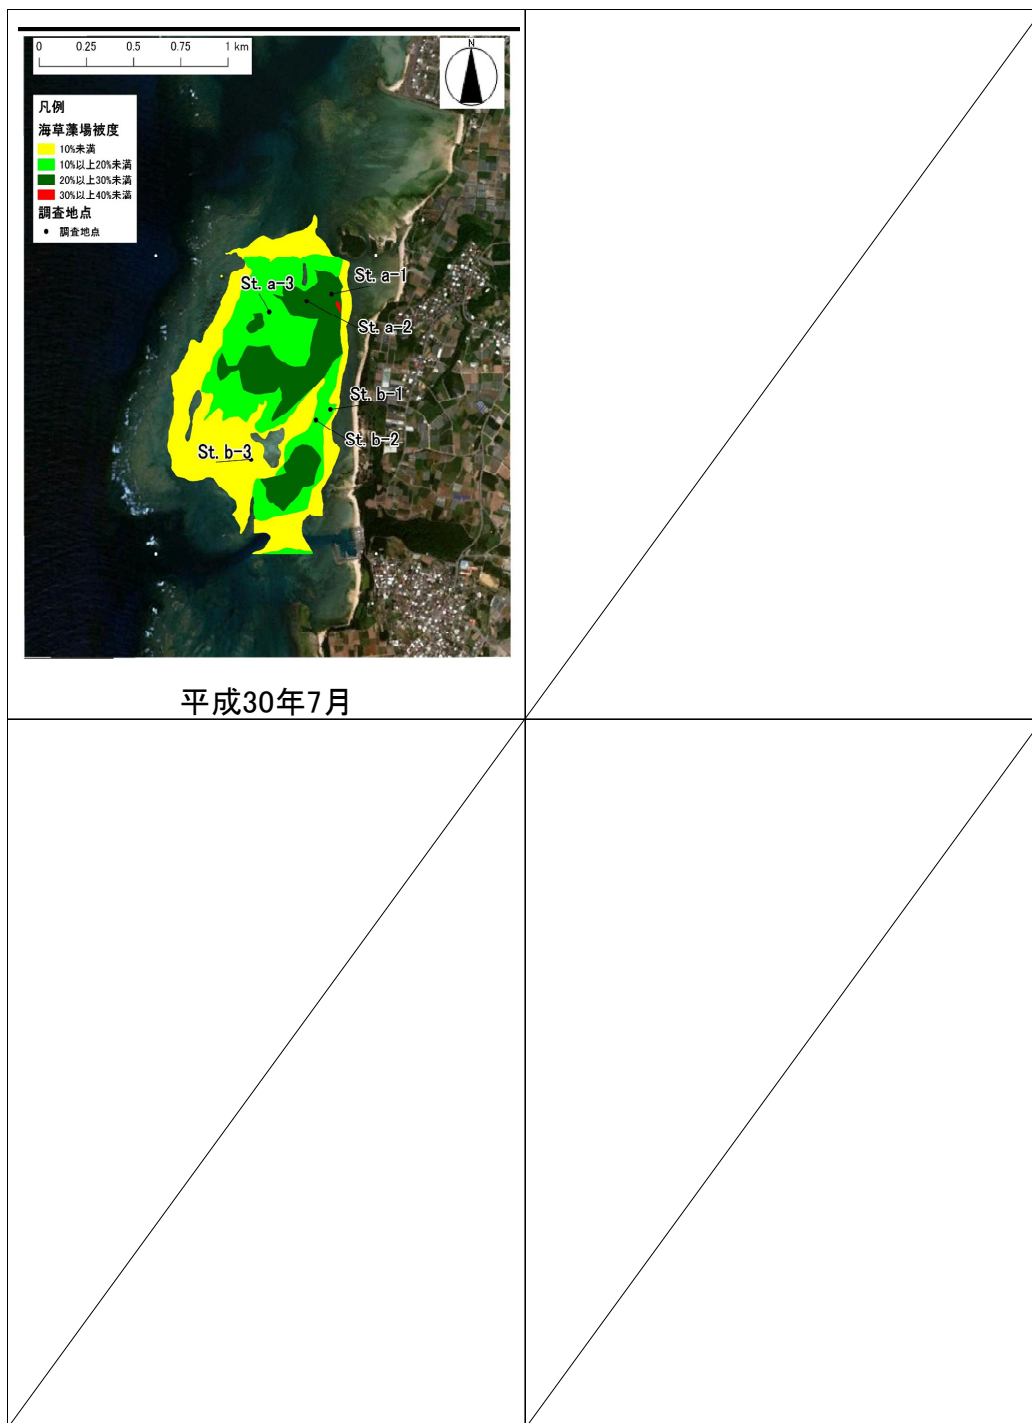 0 0.25 0.5 0.75 1 km
N
凡例
海草藻場被度
10%未満
10%以上20%未満
20%以上30%未満
30%以上40%未満
調査地点
調査地点
St. a-1
St. a-3
St. a-2
St. b-1
St. b-2
St. b-3
平成30年7月